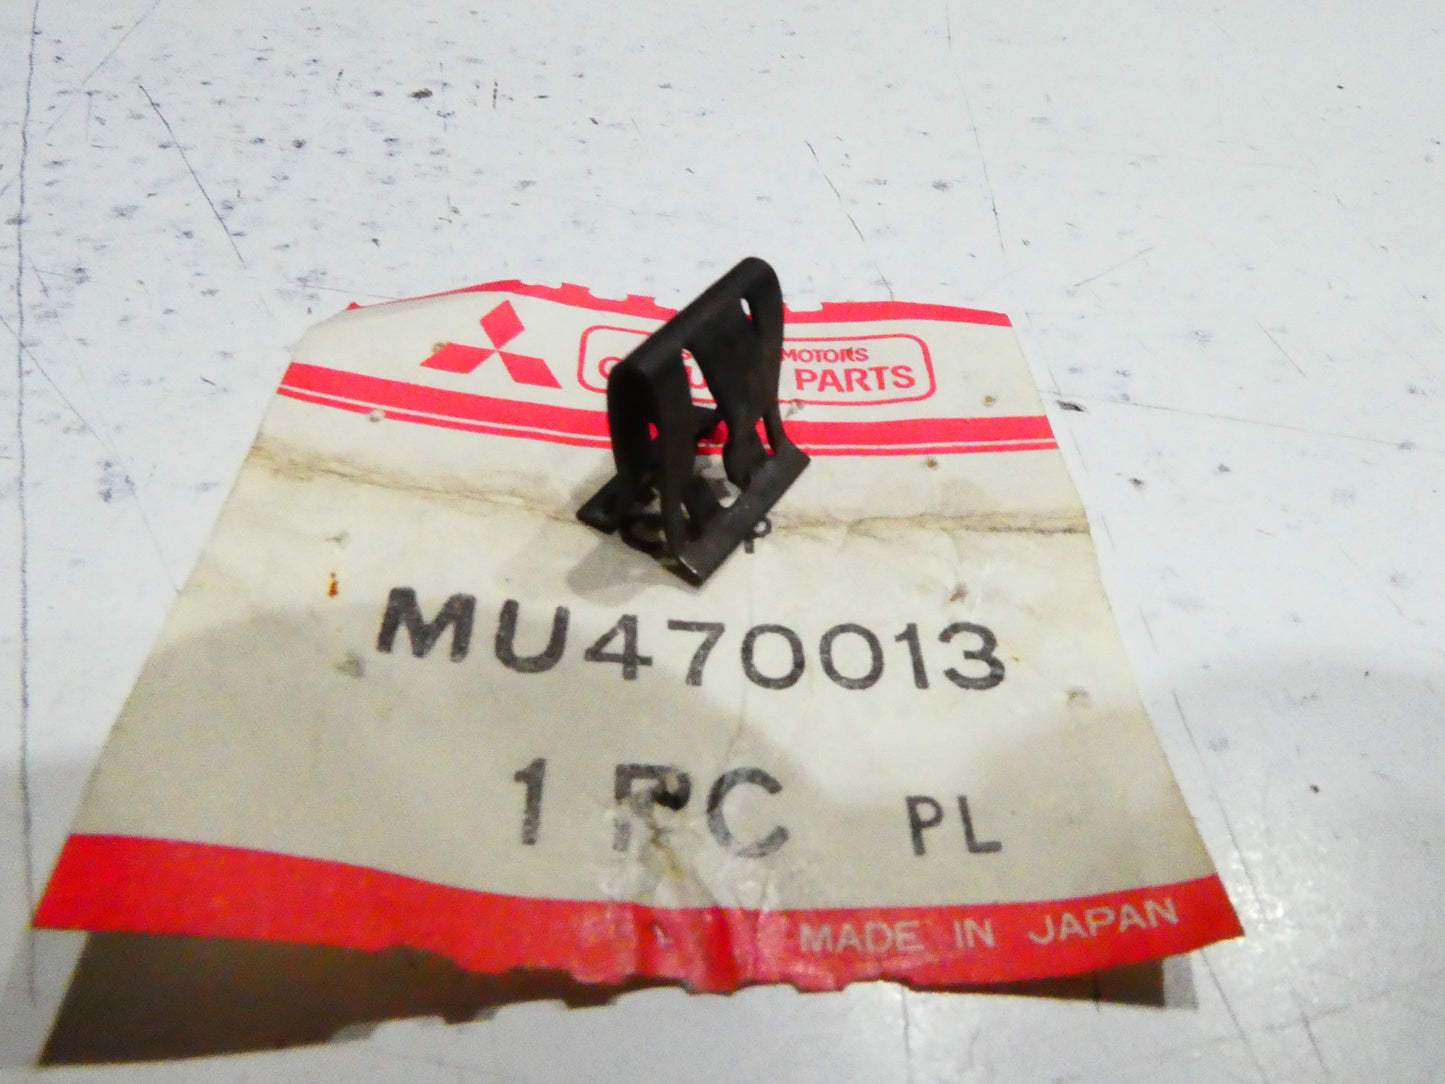 MOTORS
PARTS
MU470013
1 PC PL
MADE IN JAPAN